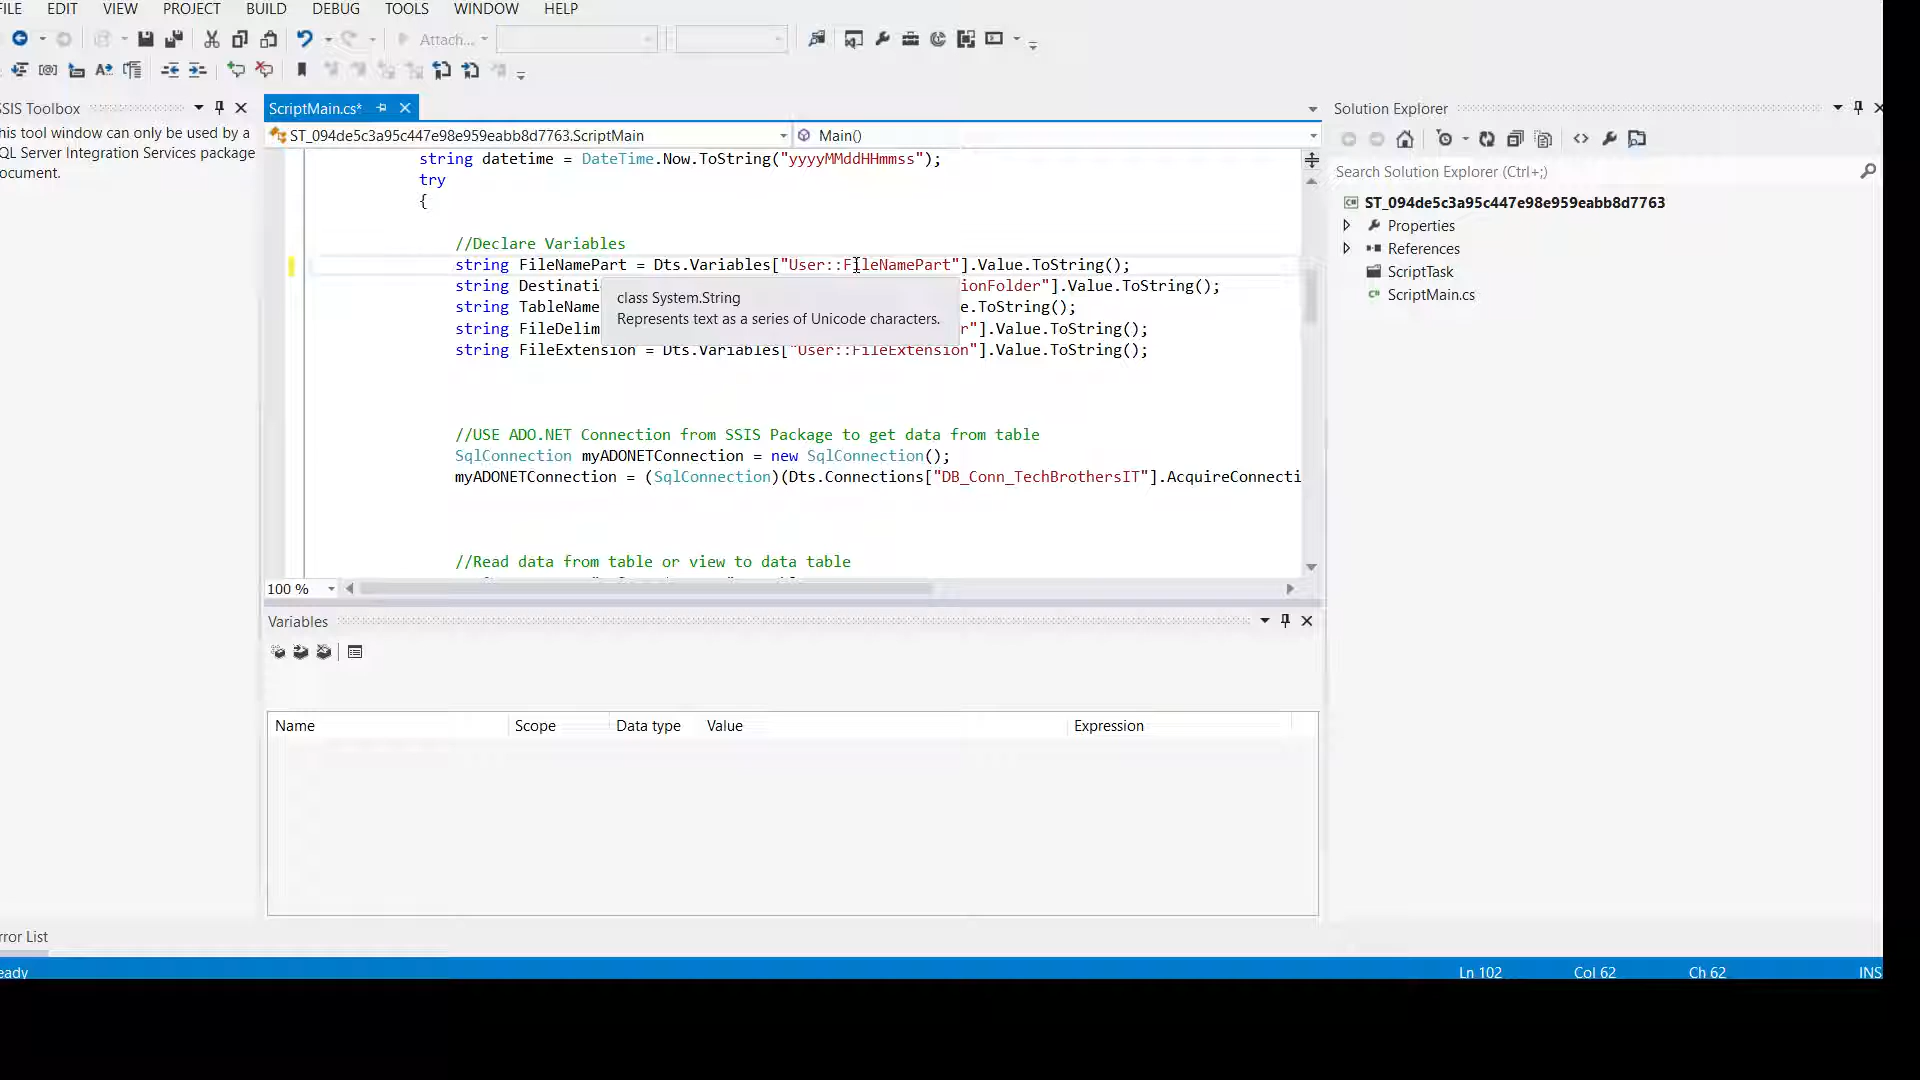 FILE EDIT VIEW PROJECT BUILD DEBUG TOOLS WINDOW HELP
Attach...
SSIS Toolbox
his tool window can only be used by a
QL Server Integration Services package
ocument.
ScriptMain.cs*
ST_094de5c3a95c447e98e959eabb8d7763.ScriptMain
Main()
string datetime = DateTime.Now.ToString("yyyyMMddHHmmss");
try
{
//Declare Variables
string FileNamePart = Dts.Variables["User::FileNamePart"].Value.ToString();
string Destinati ionFolder"].Value.ToString();
string TableName e.ToString();
string FileDelim r"].Value.ToString();
string FileExtension = Dts.Variables["User::FileExtension"].Value.ToString();
class System.String
Represents text as a series of Unicode characters.
//USE ADO.NET Connection from SSIS Package to get data from table
SqlConnection myADONETConnection = new SqlConnection();
myADONETConnection = (SqlConnection)(Dts.Connections["DB_Conn_TechBrothersIT"].AcquireConnecti
//Read data from table or view to data table
100 %
Variables
Name Scope Data type Value Expression
Solution Explorer
Search Solution Explorer (Ctrl+;)
ST_094de5c3a95c447e98e959eabb8d7763
Properties
References
ScriptTask
ScriptMain.cs
rror List
eady
Ln 102 Col 62 Ch 62 INS